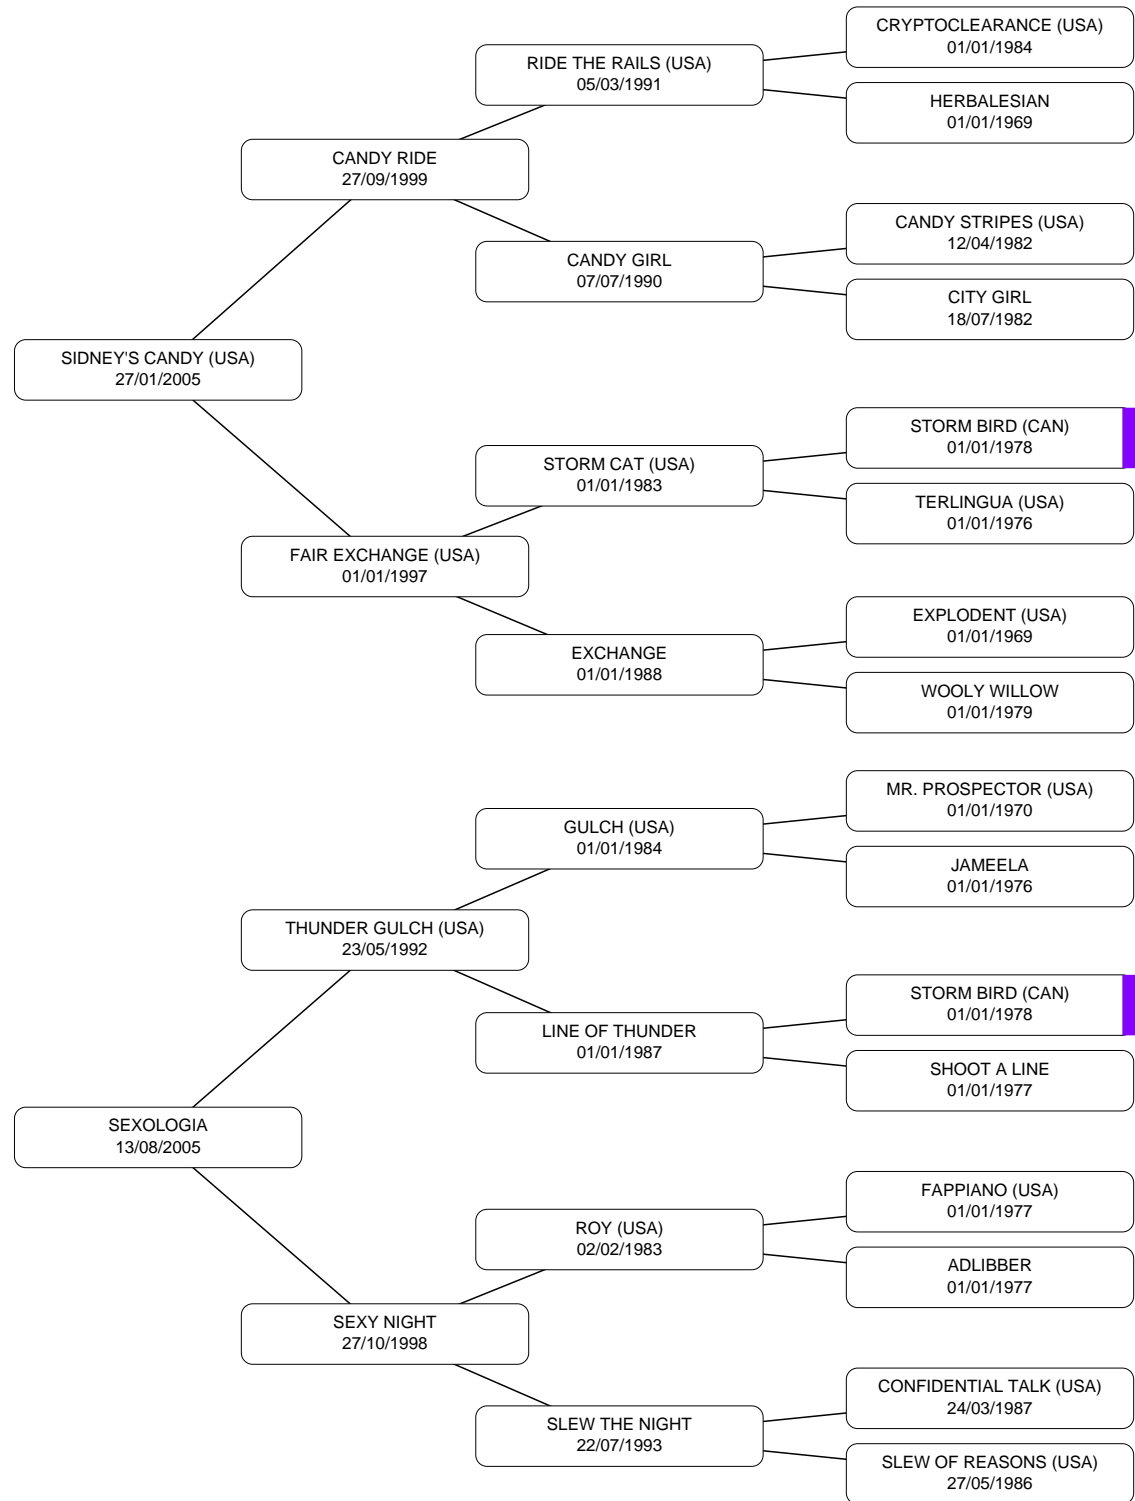 CRYPTOCLEARANCE (USA)
01/01/1984
RIDE THE RAILS (USA)
05/03/1991
HERBALESIAN
01/01/1969
CANDY RIDE
27/09/1999
CANDY STRIPES (USA)
12/04/1982
CANDY GIRL
07/07/1990
CITY GIRL
18/07/1982
SIDNEY'S CANDY (USA)
27/01/2005
STORM BIRD (CAN)
01/01/1978
STORM CAT (USA)
01/01/1983
TERLINGUA (USA)
01/01/1976
FAIR EXCHANGE (USA)
01/01/1997
EXPLODENT (USA)
01/01/1969
EXCHANGE
01/01/1988
WOOLY WILLOW
01/01/1979
MR. PROSPECTOR (USA)
01/01/1970
GULCH (USA)
01/01/1984
JAMEELA
01/01/1976
THUNDER GULCH (USA)
23/05/1992
STORM BIRD (CAN)
01/01/1978
LINE OF THUNDER
01/01/1987
SHOOT A LINE
01/01/1977
SEXOLOGIA
13/08/2005
FAPPIANO (USA)
01/01/1977
ROY (USA)
02/02/1983
ADLIBBER
01/01/1977
SEXY NIGHT
27/10/1998
CONFIDENTIAL TALK (USA)
24/03/1987
SLEW THE NIGHT
22/07/1993
SLEW OF REASONS (USA)
27/05/1986